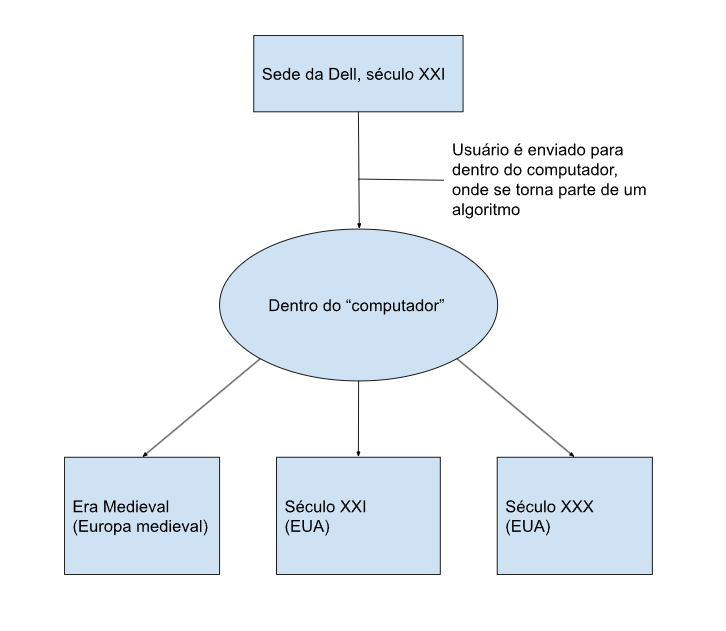 Sede da Dell, século XXI
Usuário é enviado para
dentro do computador,
onde se torna parte de um
algoritmo
Dentro do “computador”
Era Medieval
(Europa medieval)
Século XXI
(EUA)
Século XXX
(EUA)